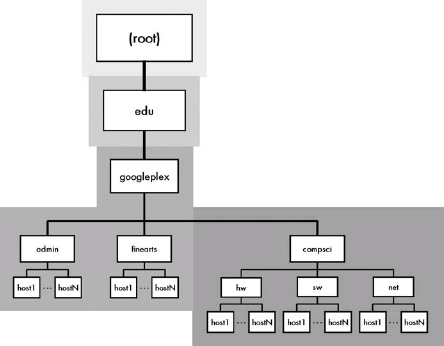 (root)
edu
googleplex
admin finearts compsci
host1 ... hostN host1 ... hostN hw sw net
host1 ... hostN host1 ... hostN host1 ... hostN